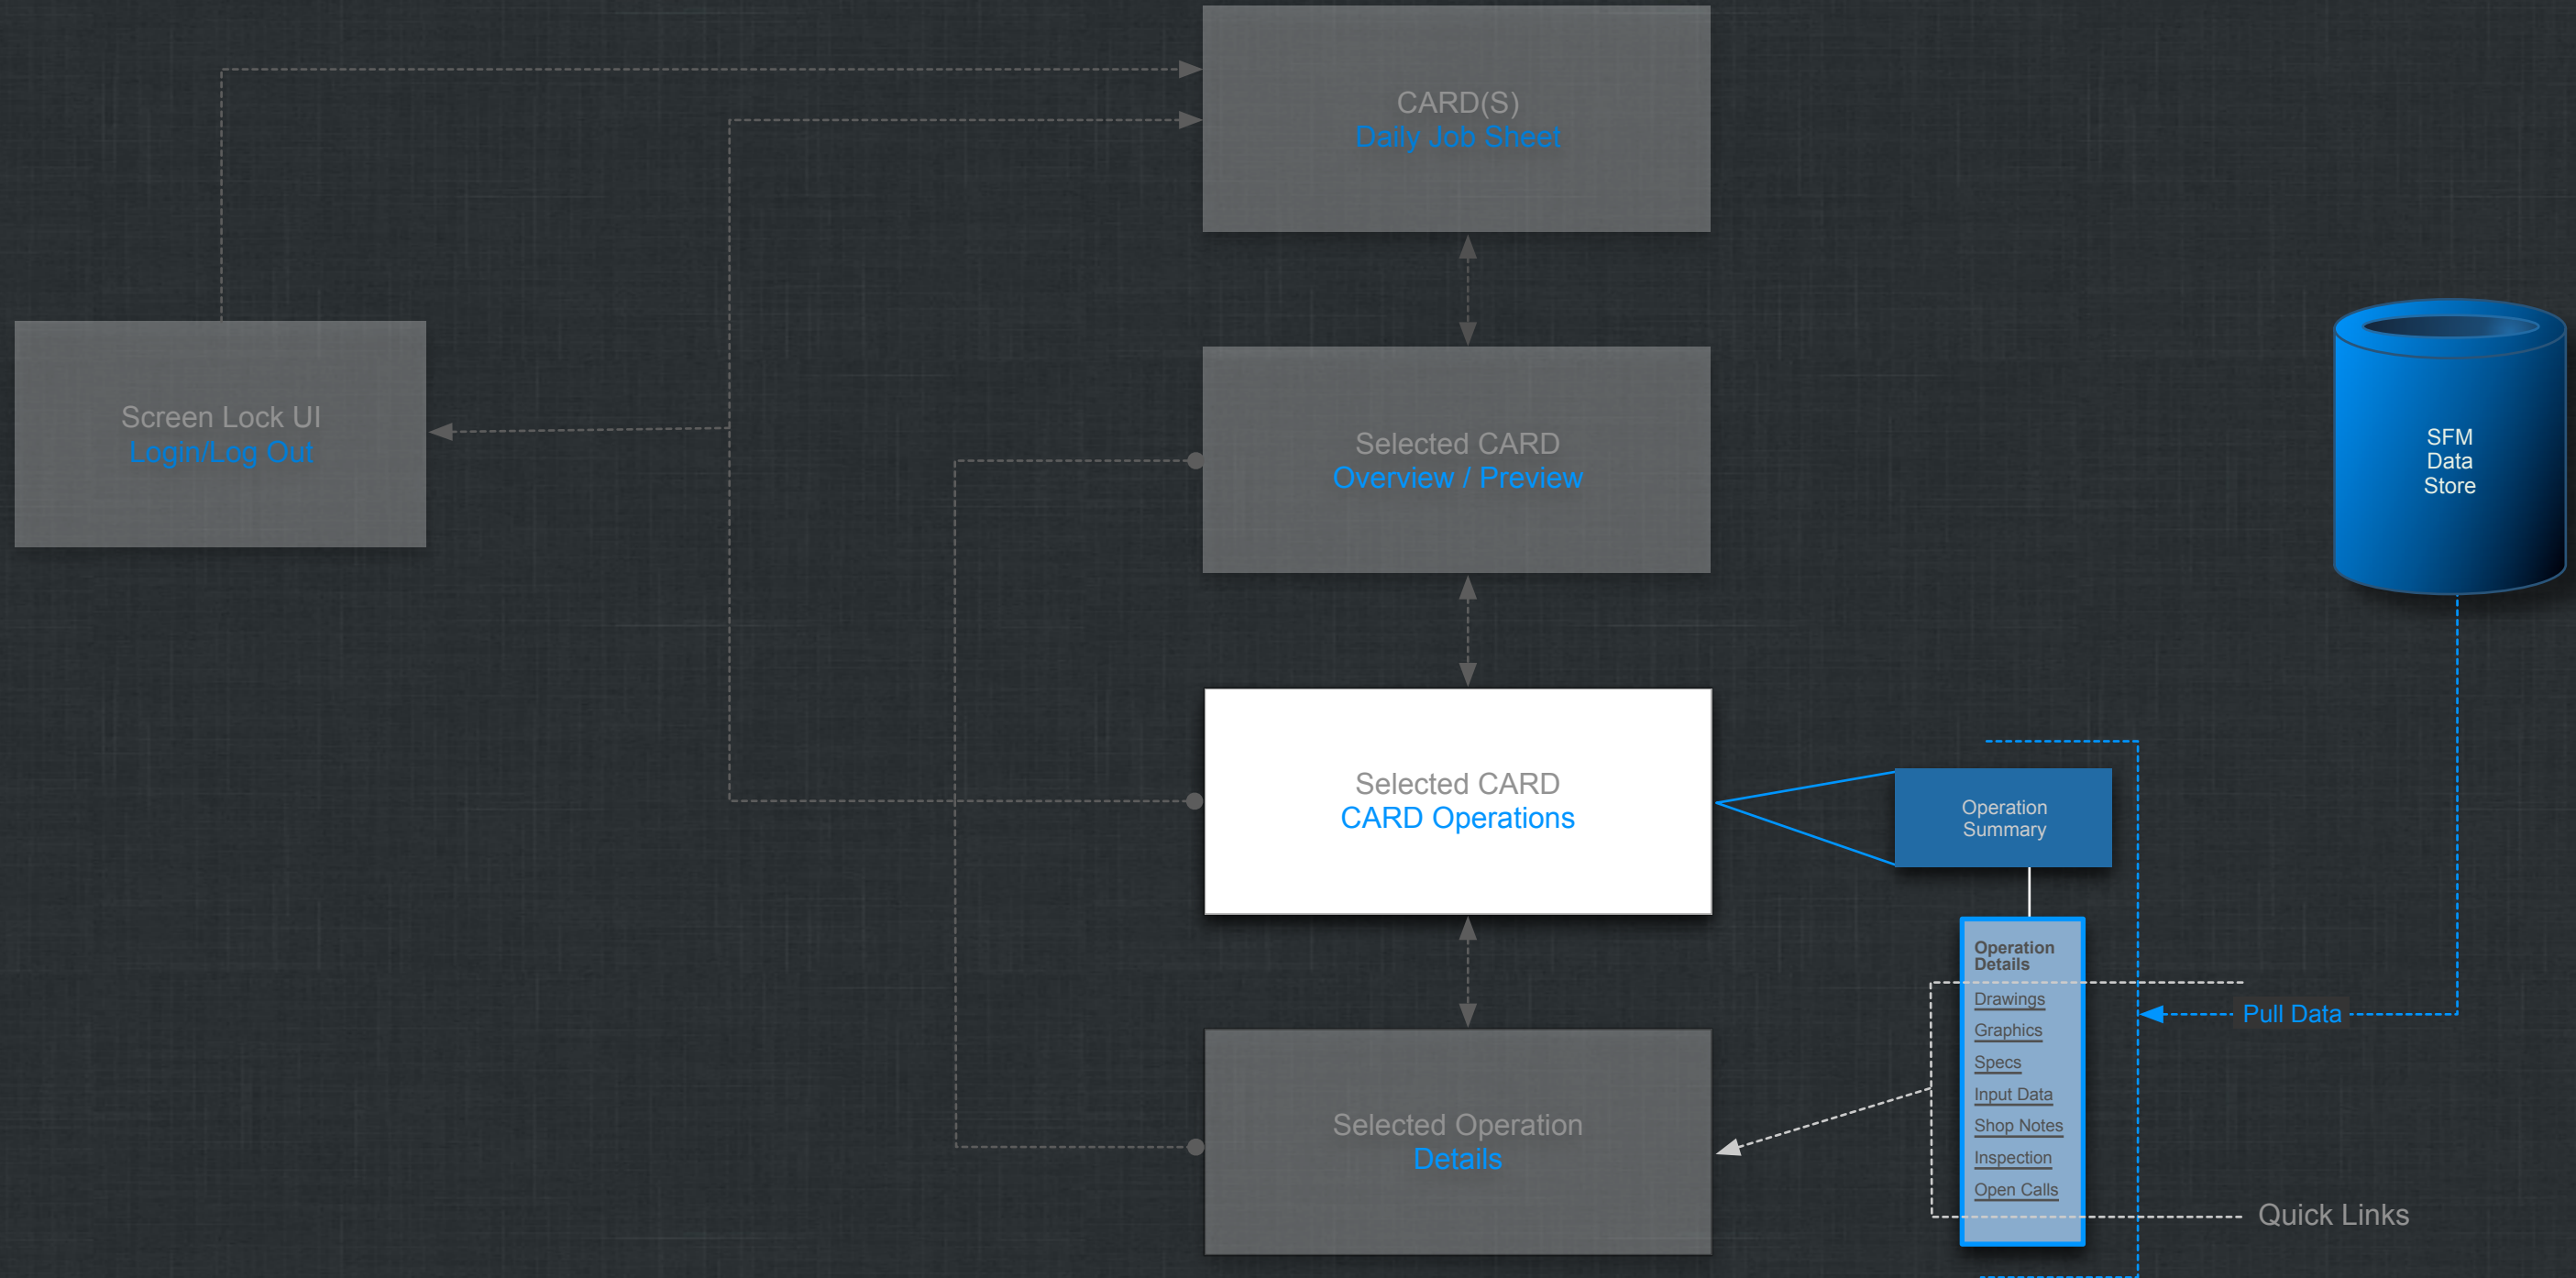 CARD(S)
Daily Job Sheet
Screen Lock UI
Login/Log Out
Selected CARD
Overview / Preview
SFM
Data
Store
Selected CARD
CARD Operations
Operation
Summary
Operation
Details
Drawings
Graphics
Specs
Input Data
Shop Notes
Inspection
Open Calls
Pull Data
Selected Operation
Details
Quick Links